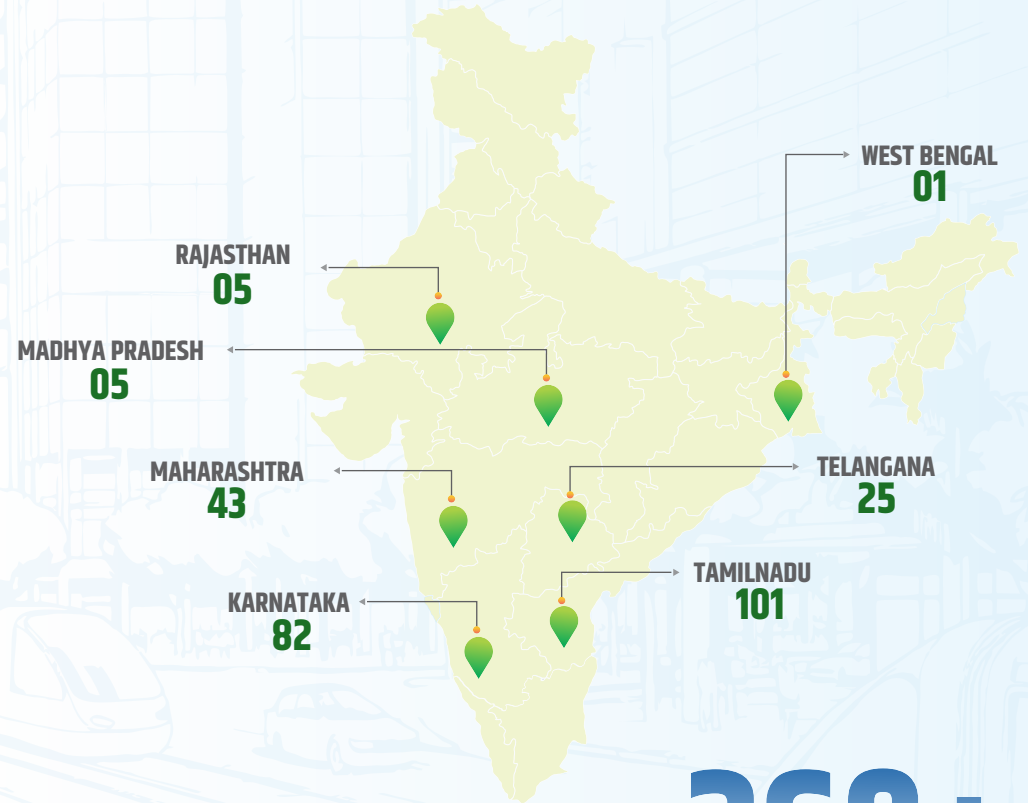 WEST BENGAL
01
RAJASTHAN
05
MADHYA PRADESH
05
MAHARASHTRA
43
TELANGANA
25
TAMILNADU
101
KARNATAKA
82